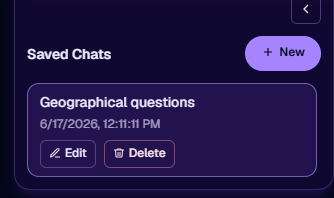 Saved Chats
+ New
Geographical questions
6/17/2026, 12:11:11 PM
Edit
Delete